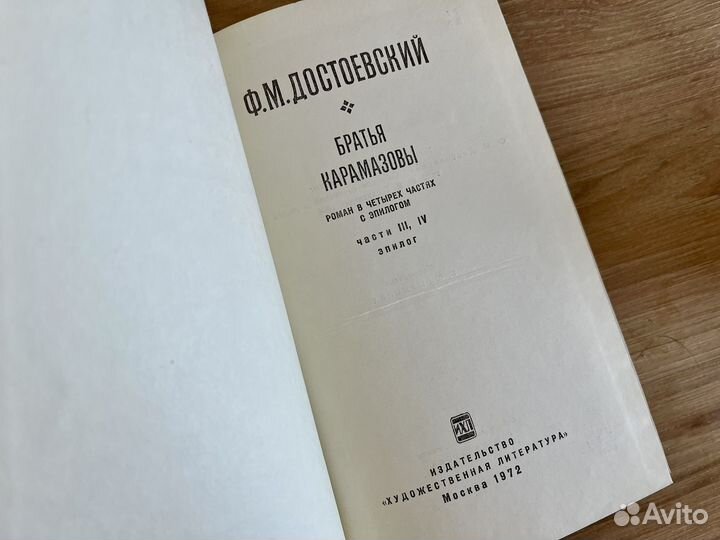 Ф.М.ДОСТОЕВСКИЙ
БРАТЬЯ
КАРАМАЗОВЫ
РОМАН В ЧЕТЫРЕХ ЧАСТЯХ
С ЭПИЛОГОМ
ЧАСТИ III, IV
ЭПИЛОГ
ИХЛ
ИЗДАТЕЛЬСТВО
«ХУДОЖЕСТВЕННАЯ ЛИТЕРАТУРА»
Москва 1972
Avito